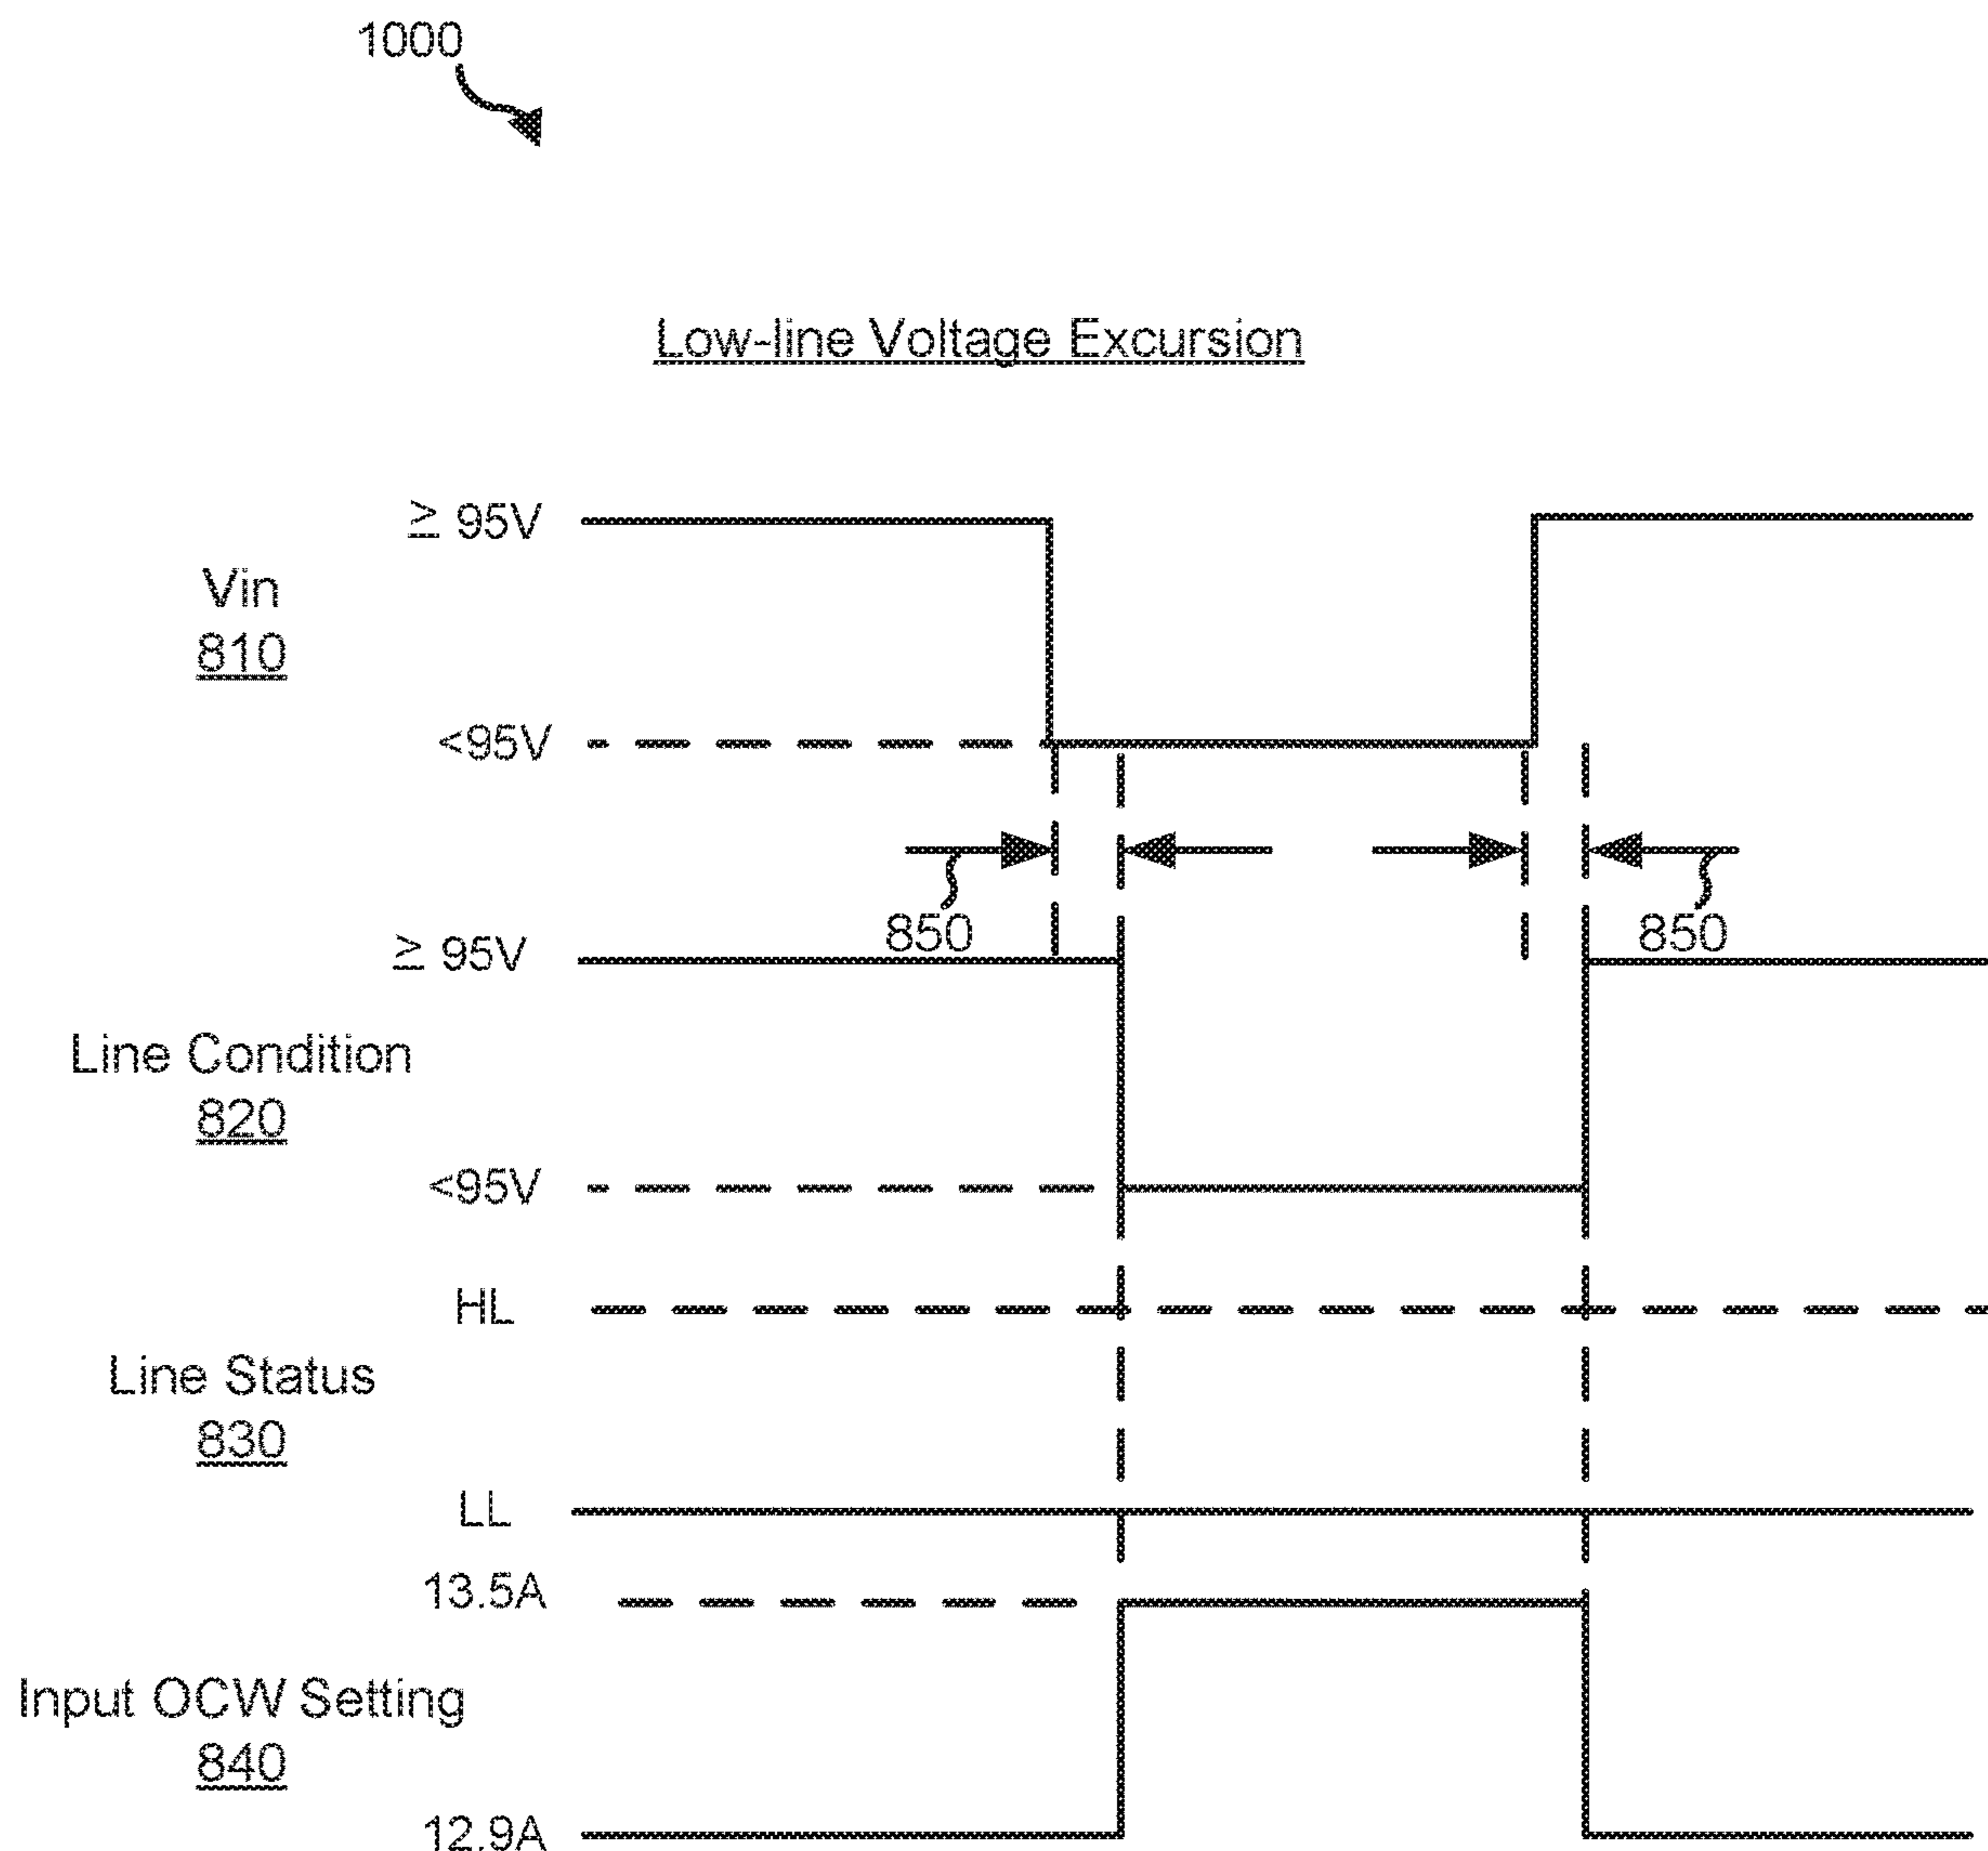 1000
Low-line Voltage Excursion
≥ 95V
Vin
810
<95V
850
850
≥ 95V
Line Condition
820
<95V
HL
Line Status
830
LL
13.5A
Input OCW Setting
840
12.9A